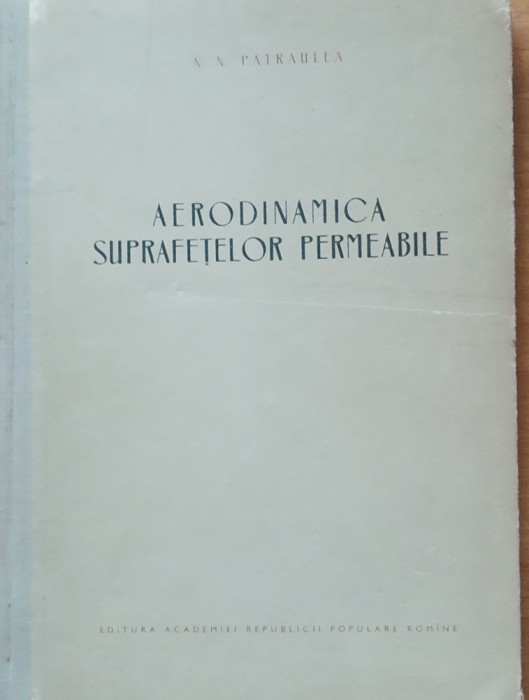 N N PATRAULEA
AERODINAMICA
SUPRAFEȚELOR PERMEABILE
EDITURA ACADEMIEI REPUBLICII POPULARE ROMÎNE